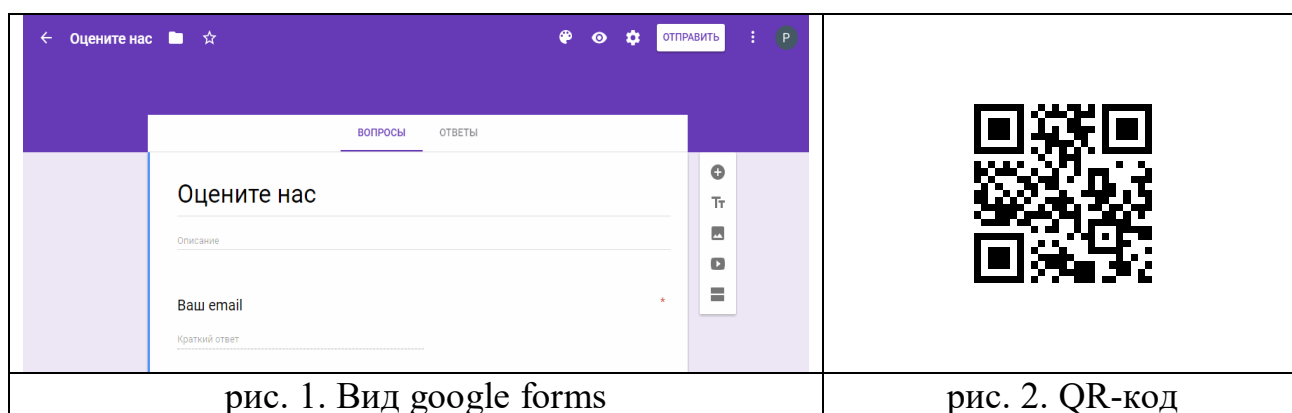 Оцените нас
ОТПРАВИТЬ
P
ВОПРОСЫ ОТВЕТЫ
Оцените нас
Описание
Ваш email *
Краткий ответ
Tт
рис. 1. Вид google forms
рис. 2. QR-код